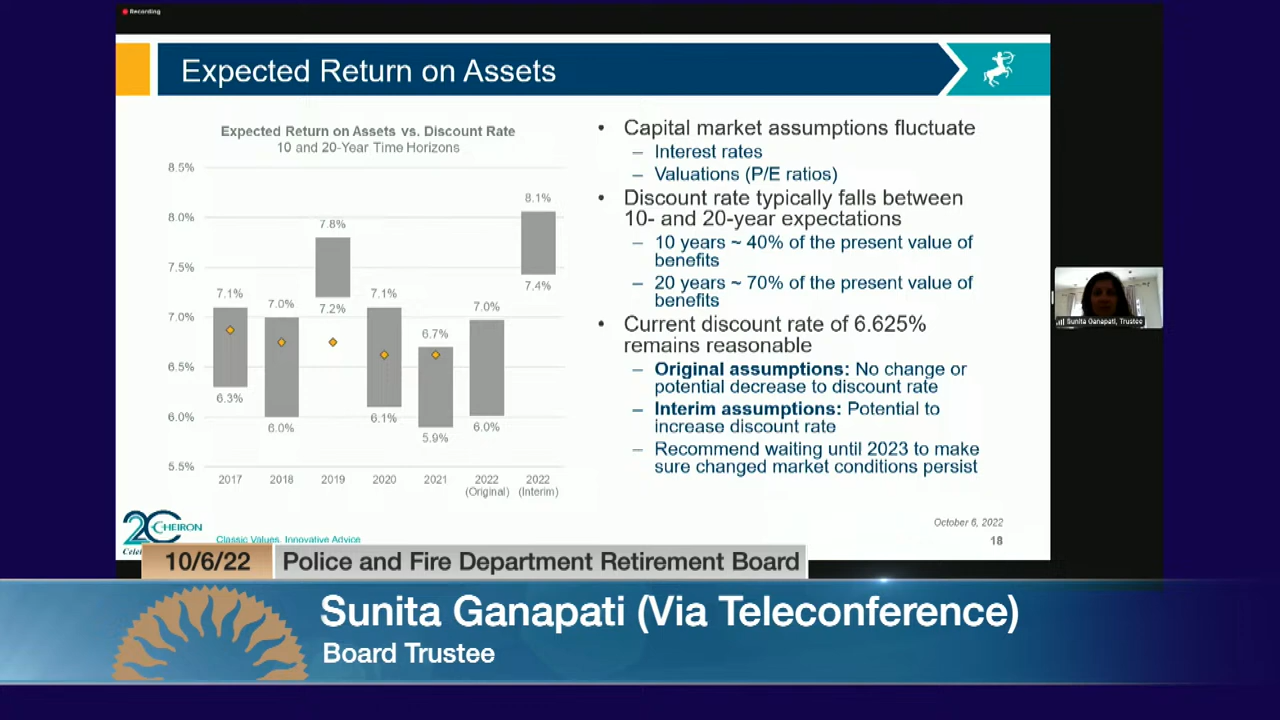 Recording
Expected Return on Assets
Expected Return on Assets vs. Discount Rate
10 and 20-Year Time Horizons
8.5%
8.0%
7.5%
7.0%
6.5%
6.0%
5.5%
7.1%
6.3%
7.0%
6.0%
7.8%
7.2%
7.1%
6.1%
6.7%
5.9%
7.0%
6.0%
8.1%
7.4%
2017
2018
2019
2020
2021
2022
(Original)
2022
(Interim)
• Capital market assumptions fluctuate
– Interest rates
– Valuations (P/E ratios)
• Discount rate typically falls between
10- and 20-year expectations
– 10 years ~ 40% of the present value of
benefits
– 20 years ~ 70% of the present value of
benefits
• Current discount rate of 6.625%
remains reasonable
– Original assumptions: No change or
potential decrease to discount rate
– Interim assumptions: Potential to
increase discount rate
– Recommend waiting until 2023 to make
sure changed market conditions persist
Sunita Ganapati, Trustee
October 6, 2022
18
CHEIRON
Classic Values, Innovative Advice
10/6/22
Police and Fire Department Retirement Board
Sunita Ganapati (Via Teleconference)
Board Trustee